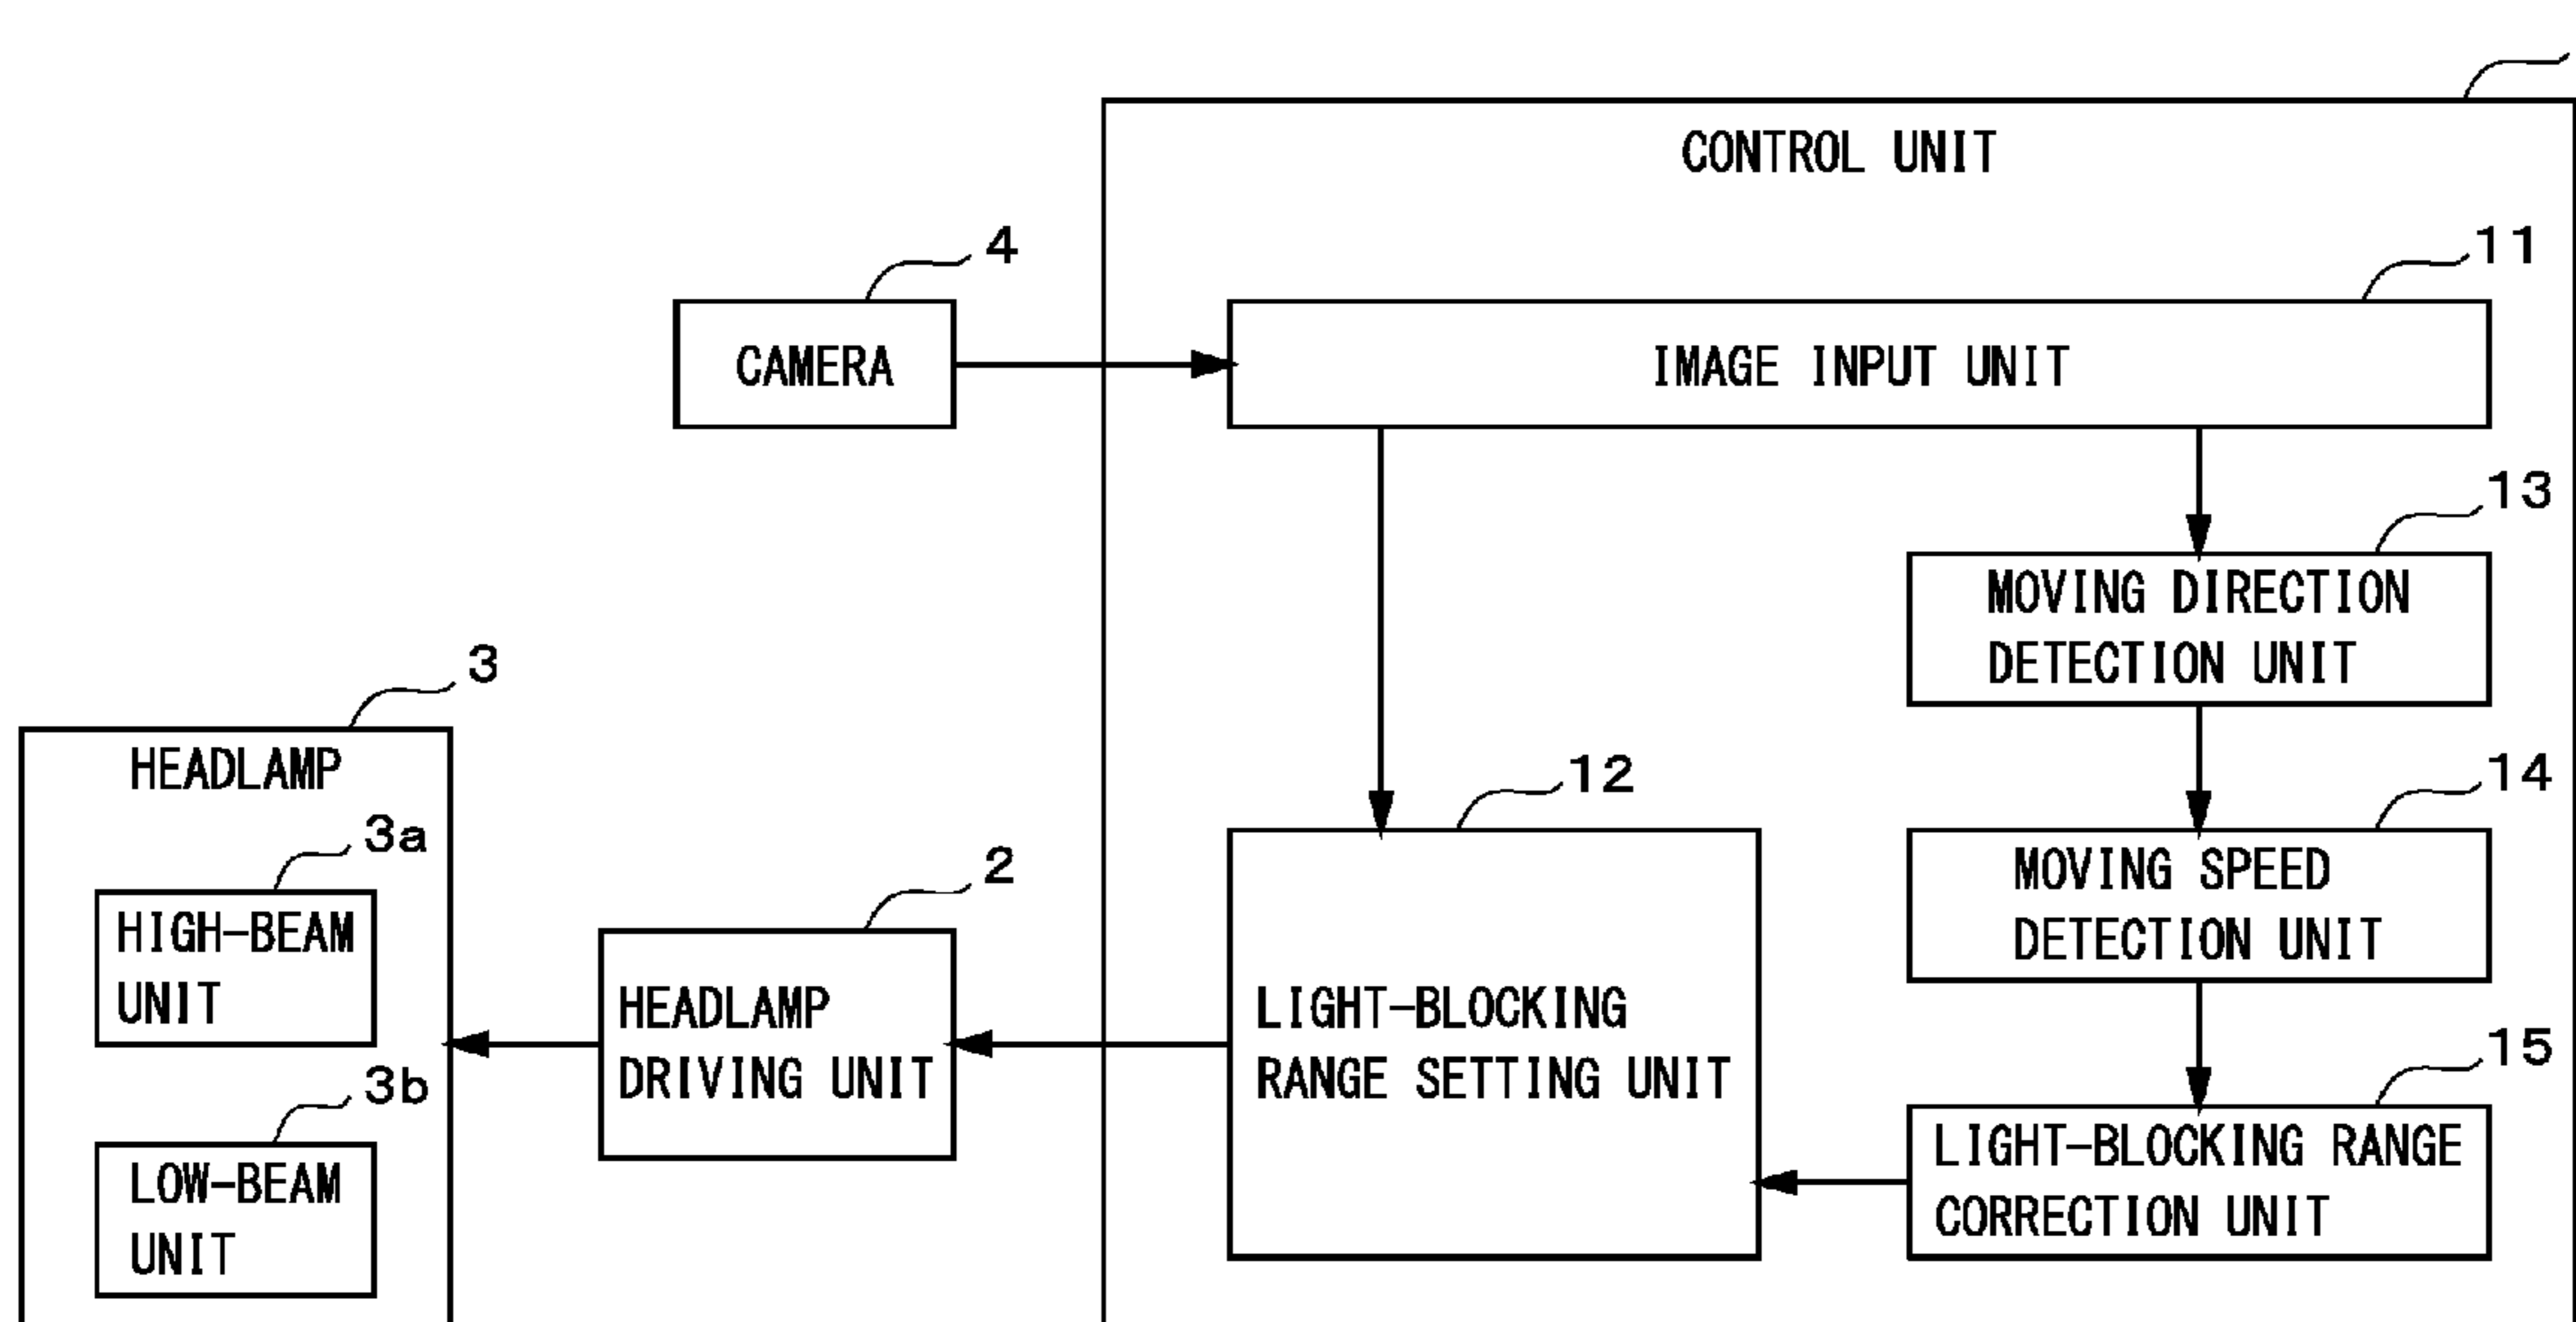 CONTROL UNIT
4
11
CAMERA
IMAGE INPUT UNIT
13
MOVING DIRECTION
DETECTION UNIT
3
HEADLAMP
12
14
3a
2
MOVING SPEED
DETECTION UNIT
HIGH-BEAM
UNIT
HEADLAMP
DRIVING UNIT
LIGHT-BLOCKING
RANGE SETTING UNIT
15
3b
LOW-BEAM
UNIT
LIGHT-BLOCKING RANGE
CORRECTION UNIT